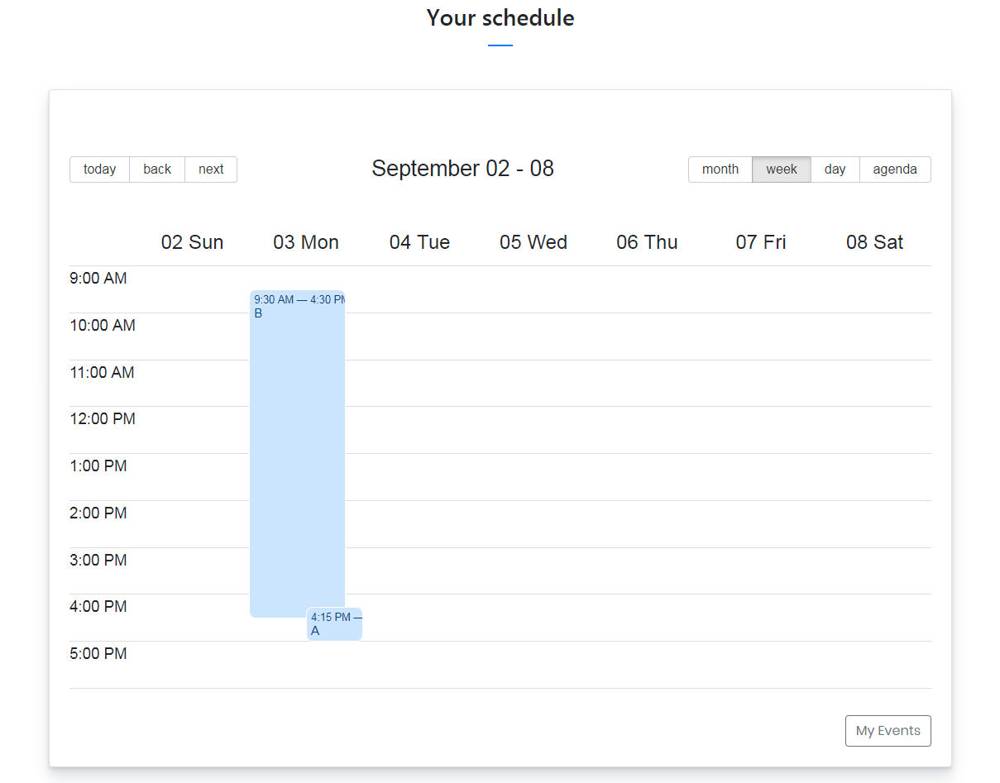 Your schedule
today back next September 02 - 08 month week day agenda
02 Sun 03 Mon 04 Tue 05 Wed 06 Thu 07 Fri 08 Sat
9:00 AM
9:30 AM — 4:30 PM
B
10:00 AM
11:00 AM
12:00 PM
1:00 PM
2:00 PM
3:00 PM
4:00 PM
4:15 PM —
A
5:00 PM
My Events